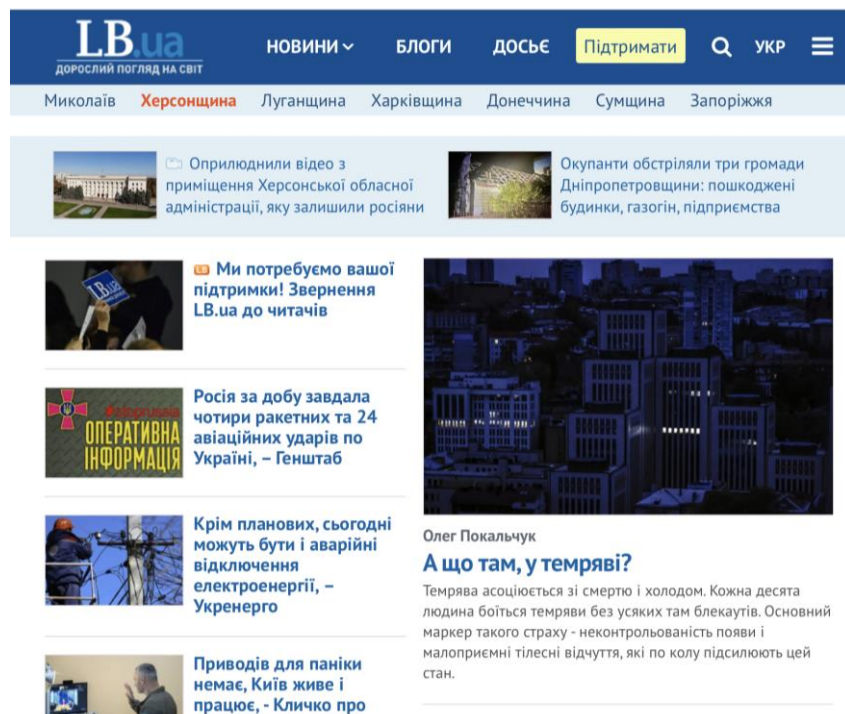 LB.ua
ДОРОСЛИЙ ПОГЛЯД НА СВІТ
НОВИНИ
БЛОГИ
ДОСЬЄ
Підтримати
УКР
Миколаїв Херсонщина Луганщина Харківщина Донеччина Сумщина Запоріжжя
Оприлюднили відео з
приміщення Херсонської обласної
адміністрації, яку залишили росіяни
Окупанти обстріляли три громади
Дніпропетровщини: пошкоджені
будинки, газогін, підприємства
LB Ми потребуємо вашої
підтримки! Звернення
LB.ua до читачів
LB.ua
Росія за добу завдала
чотири ракетних та 24
авіаційних ударів по
Україні, – Генштаб
#stoprussia
ОПЕРАТИВНА
ІНФОРМАЦІЯ
Крім планових, сьогодні
можуть бути і аварійні
відключення
електроенергії, –
Укренерго
Приводів для паніки
немає, Київ живе і
працює, - Кличко про
Олег Покальчук
А що там, у темряві?
Темрява асоціюється зі смертю і холодом. Кожна десята
людина боїться темряви без усяких там блекаутів. Основний
маркер такого страху - неконтрольованість появи і
малоприємні тілесні відчуття, які по колу підсилюють цей
стан.